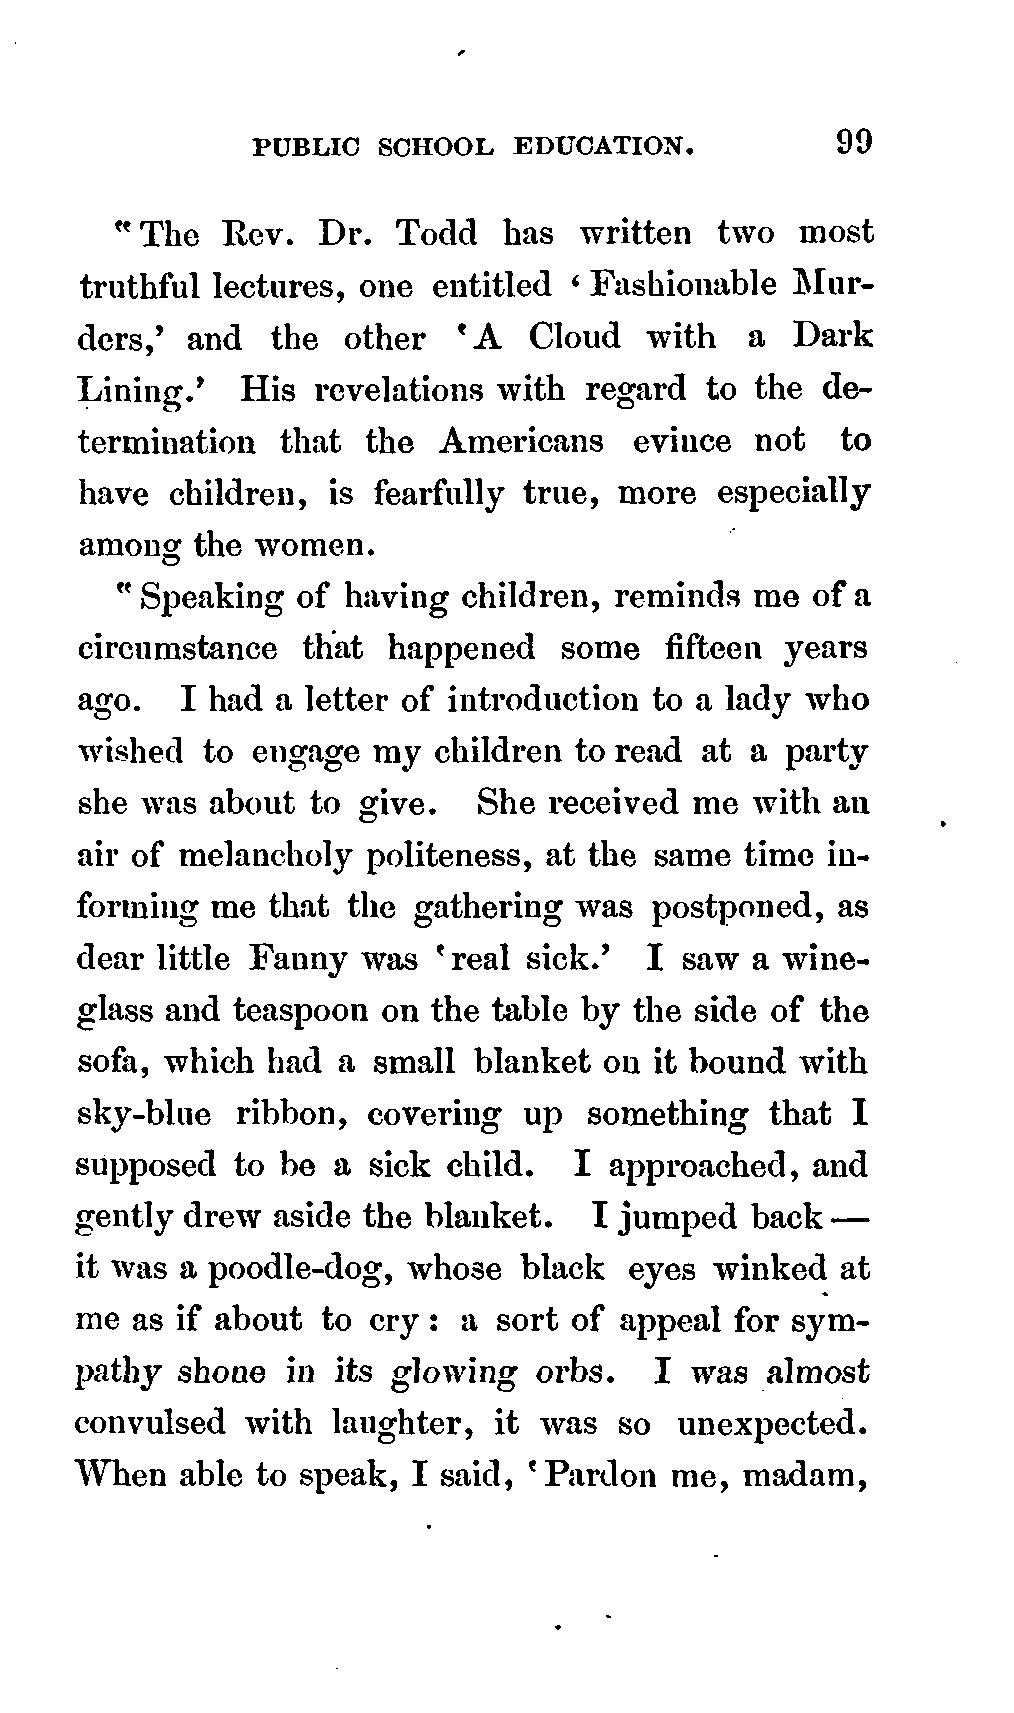 PUBLIC SCHOOL EDUCATION. 99
“The Rev. Dr. Todd has written two most
truthful lectures, one entitled ‘Fashionable Mur-
ders,’ and the other ‘A Cloud with a Dark
Lining.’ His revelations with regard to the de-
termination that the Americans evince not to
have children, is fearfully true, more especially
among the women.
“Speaking of having children, reminds me of a
circumstance that happened some fifteen years
ago. I had a letter of introduction to a lady who
wished to engage my children to read at a party
she was about to give. She received me with an
air of melancholy politeness, at the same time in-
forming me that the gathering was postponed, as
dear little Fanny was ‘real sick.’ I saw a wine-
glass and teaspoon on the table by the side of the
sofa, which had a small blanket on it bound with
sky-blue ribbon, covering up something that I
supposed to be a sick child. I approached, and
gently drew aside the blanket. I jumped back —
it was a poodle-dog, whose black eyes winked at
me as if about to cry : a sort of appeal for sym-
pathy shone in its glowing orbs. I was almost
convulsed with laughter, it was so unexpected.
When able to speak, I said, ‘Pardon me, madam,